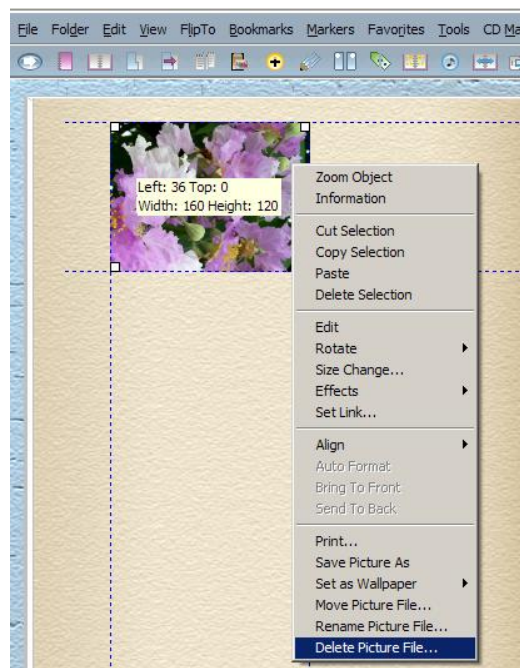 File Folder Edit View FlipTo Bookmarks Markers Favorites Tools CD Ma
Left: 36 Top: 0
Width: 160 Height: 120
Zoom Object
Information
Cut Selection
Copy Selection
Paste
Delete Selection
Edit
Rotate
Size Change...
Effects
Set Link...
Align
Auto Format
Bring To Front
Send To Back
Print...
Save Picture As
Set as Wallpaper
Move Picture File...
Rename Picture File...
Delete Picture File...